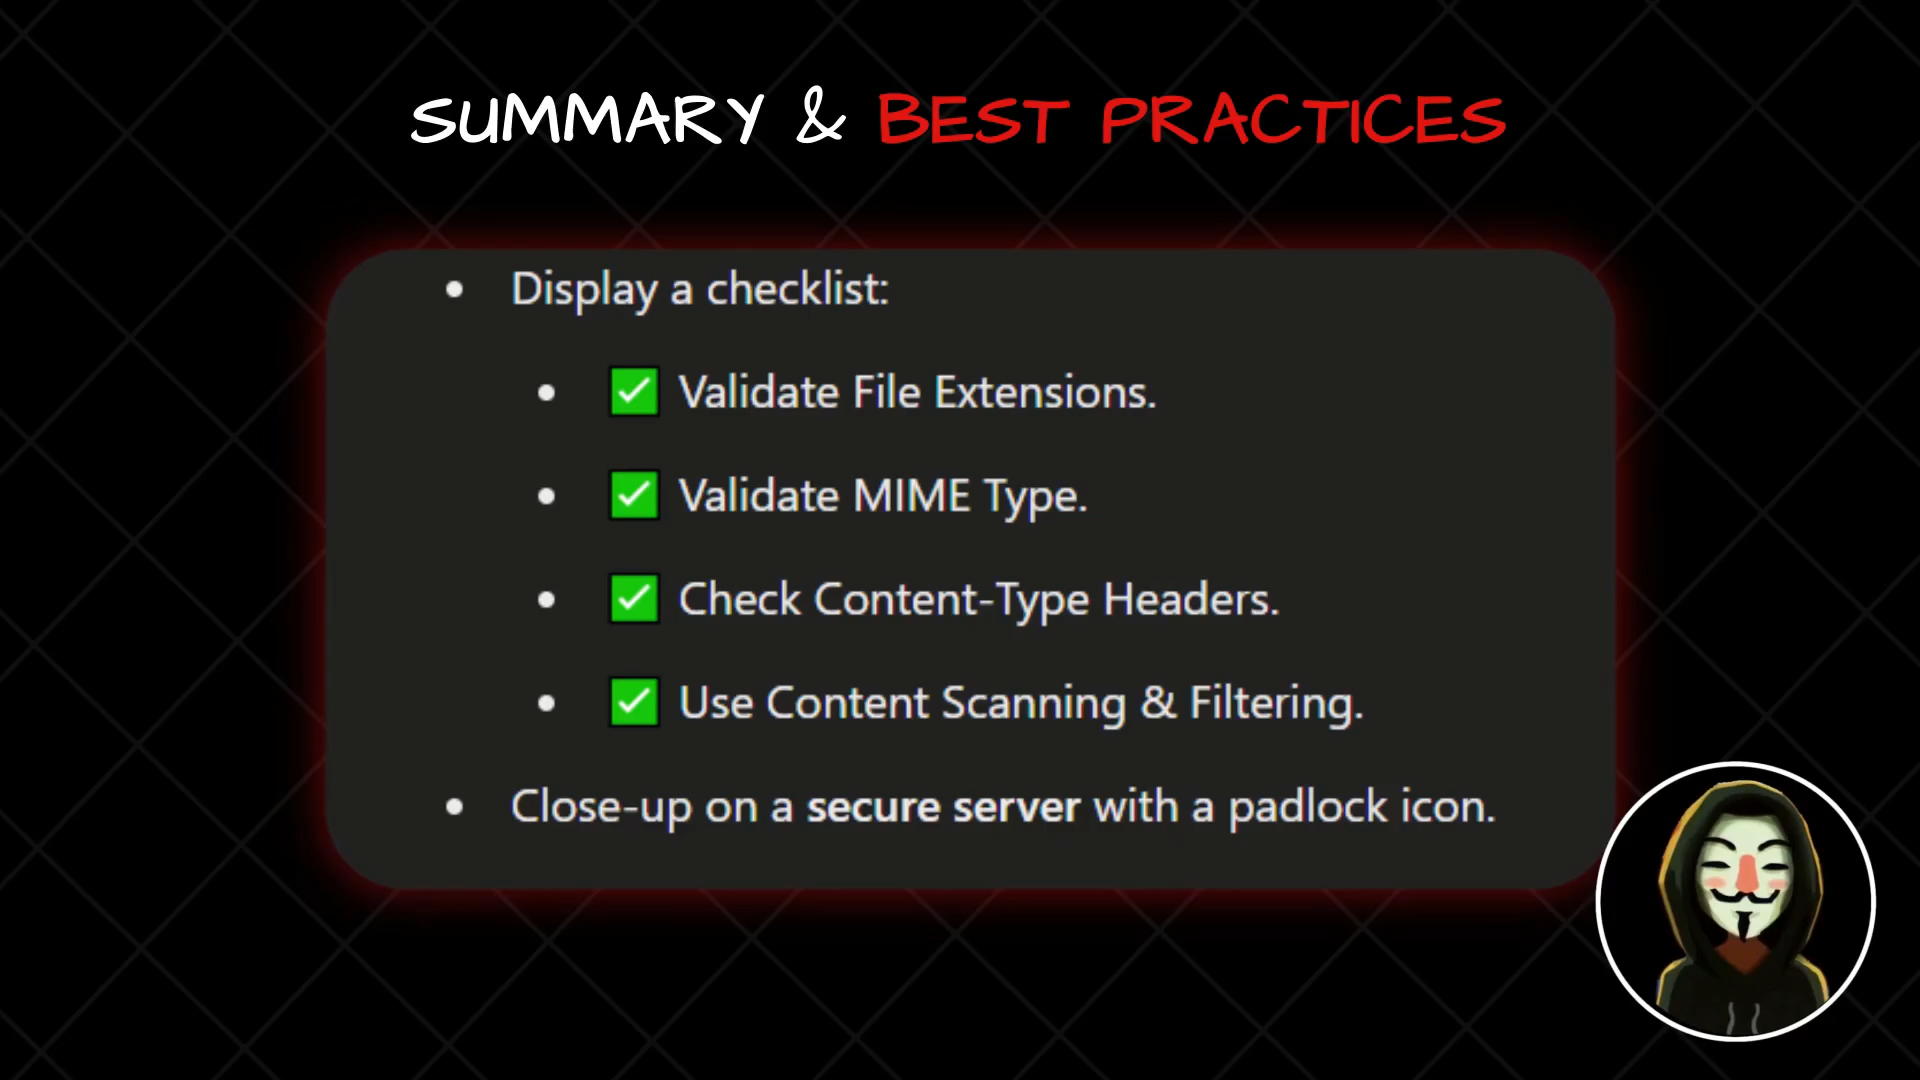 SUMMARY & BEST PRACTICES
• Display a checklist:
• ✅ Validate File Extensions.
• ✅ Validate MIME Type.
• ✅ Check Content-Type Headers.
• ✅ Use Content Scanning & Filtering.
• Close-up on a secure server with a padlock icon.